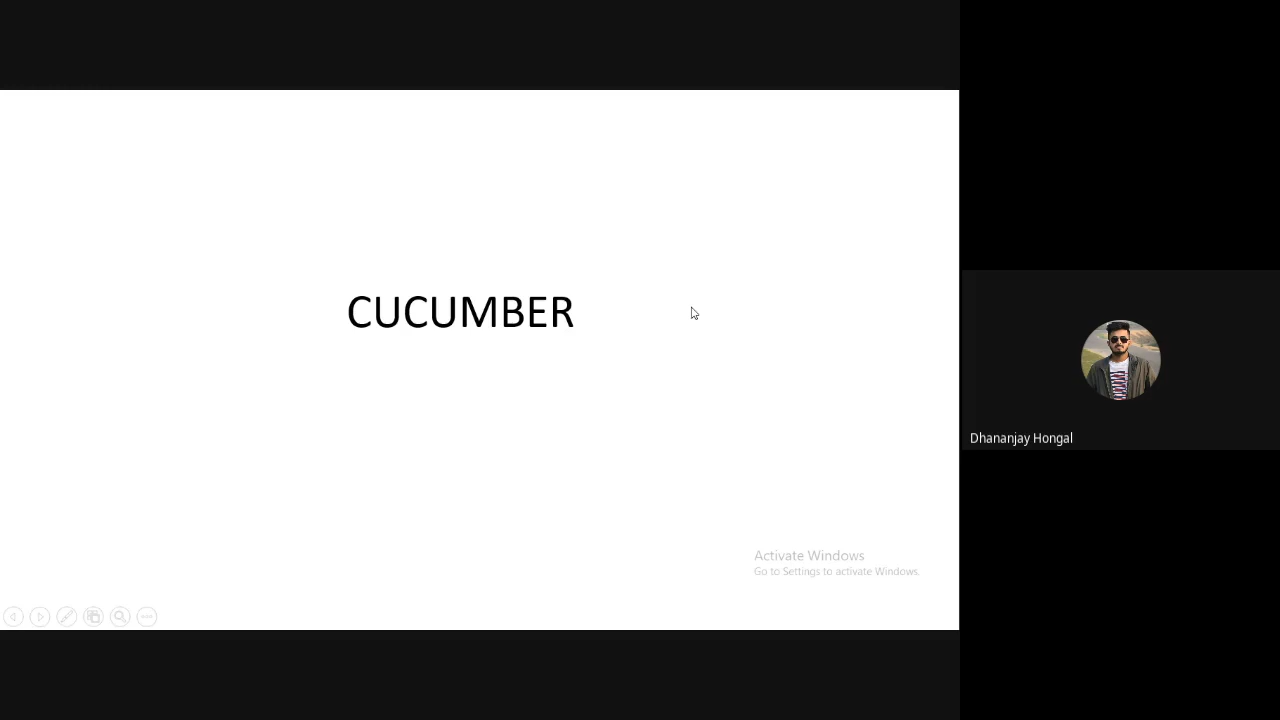 CUCUMBER
Dhananjay Hongal
Activate Windows
Go to Settings to activate Windows.